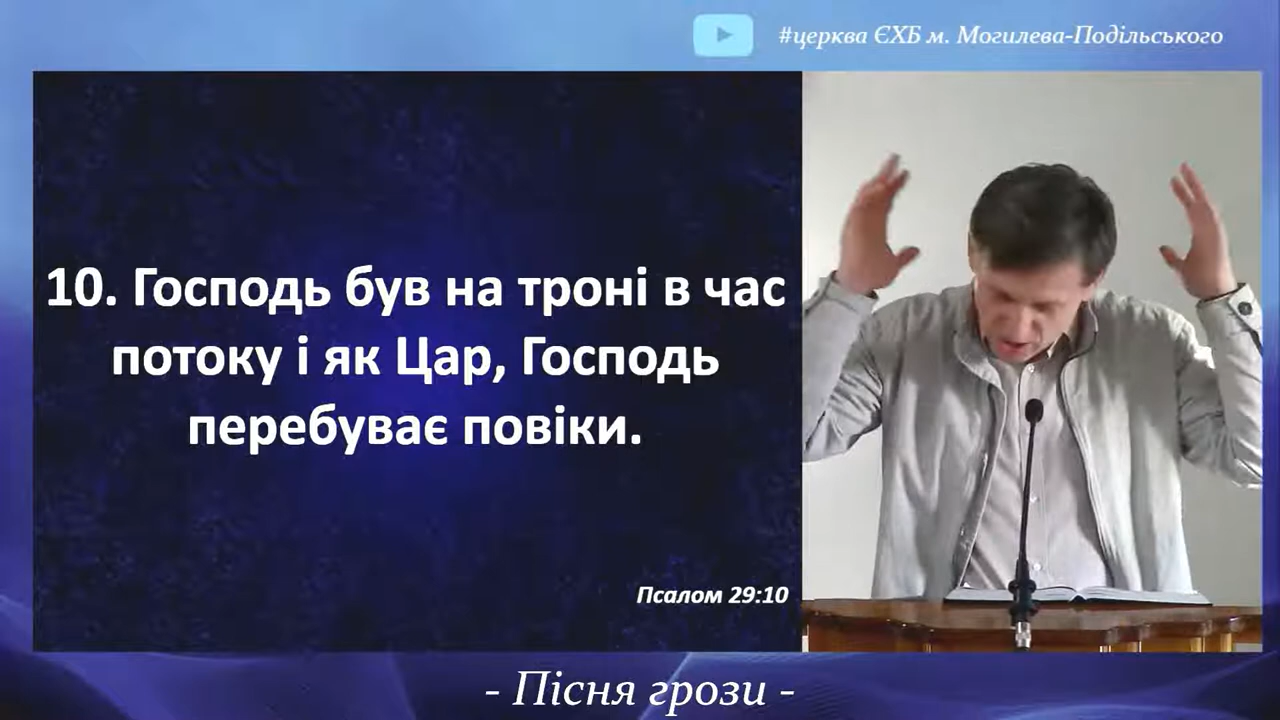 #церква ЄХБ м. Могилева-Подільського
10. Господь був на троні в час
потоку і як Цар, Господь
перебуває повіки.
Псалом 29:10
- Пісня грози -